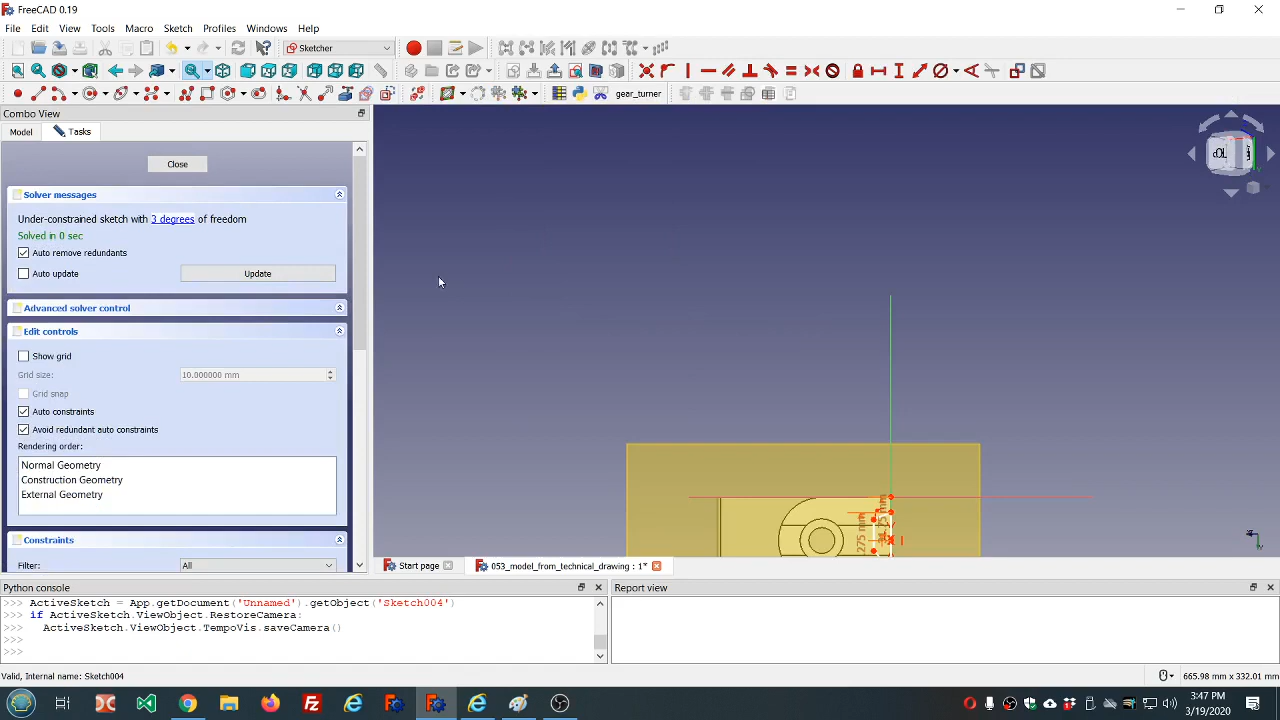 FreeCAD 0.19
File Edit View Tools Macro Sketch Profiles Windows Help
Sketcher
gear_turner
Combo View
Model Tasks
Close
Solver messages
Under-constrained sketch with 3 degrees of freedom
Solved in 0 sec
Auto remove redundants
Auto update Update
Advanced solver control
Edit controls
Show grid
Grid size: 10.000000 mm
Grid snap
Auto constraints
Avoid redundant auto constraints
Rendering order:
Normal Geometry
Construction Geometry
External Geometry
Constraints
Filter: All
Start page 053_model_from_technical_drawing : 1*
Python console
>>> ActiveSketch = App.getDocument('Unnamed').getObject('Sketch004')
>>> if ActiveSketch.ViewObject.RestoreCamera:
>>>   ActiveSketch.ViewObject.TempoVis.saveCamera()
>>>
>>>
Report view
Valid, Internal name: Sketch004
665.98 mm x 332.01 mm
3:47 PM
3/19/2020